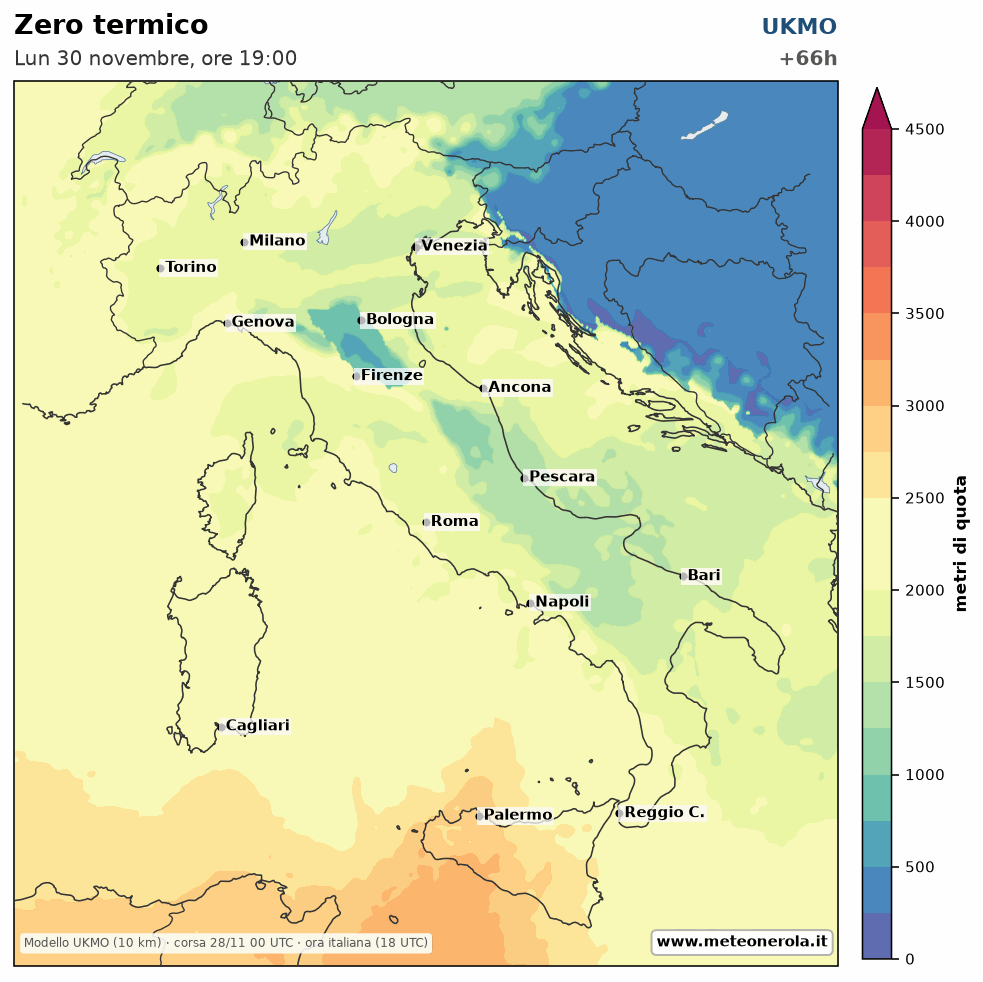 Zero termico
UKMO
Lun 30 novembre, ore 19:00
+66h
Milano
Venezia
Torino
Genova
Bologna
Firenze
Ancona
Pescara
Roma
Bari
Napoli
Cagliari
Palermo
Reggio C.
4500
4000
3500
3000
2500
2000
1500
1000
500
0
metri di quota
Modello UKMO (10 km) · corsa 28/11 00 UTC · ora italiana (18 UTC)
www.meteonerola.it